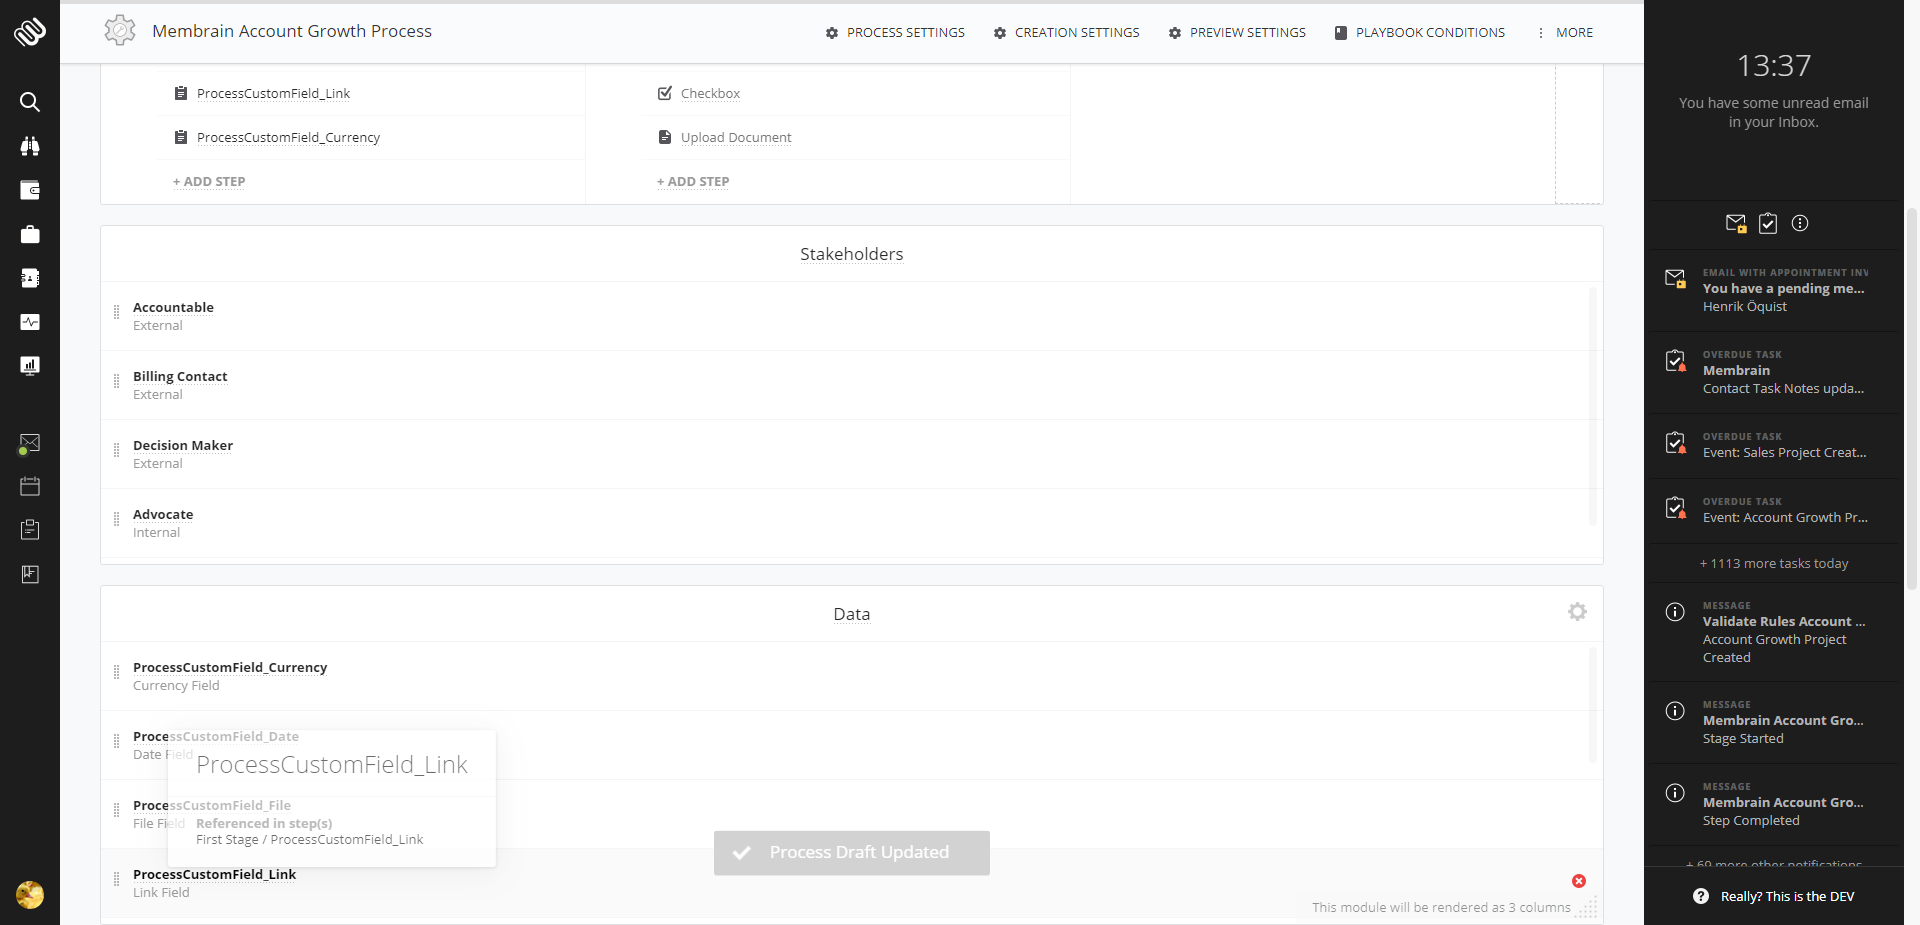 Membrain Account Growth Process
PROCESS SETTINGS
CREATION SETTINGS
PREVIEW SETTINGS
PLAYBOOK CONDITIONS
MORE
ProcessCustomField_Link
ProcessCustomField_Currency
+ ADD STEP
Checkbox
Upload Document
+ ADD STEP
Stakeholders
Accountable
External
Billing Contact
External
Decision Maker
External
Advocate
Internal
Data
ProcessCustomField_Currency
Currency Field
ProcessCustomField_Date
Date Field
ProcessCustomField_File
File Field
ProcessCustomField_Link
Referenced in step(s)
First Stage / ProcessCustomField_Link
ProcessCustomField_Link
Link Field
Process Draft Updated
This module will be rendered as 3 columns
13:37
You have some unread email
in your Inbox.
EMAIL WITH APPOINTMENT INV
You have a pending me...
Henrik Öquist
OVERDUE TASK
Membrain
Contact Task Notes upda...
OVERDUE TASK
Event: Sales Project Creat...
OVERDUE TASK
Event: Account Growth Pr...
+ 1113 more tasks today
MESSAGE
Validate Rules Account ...
Account Growth Project
Created
MESSAGE
Membrain Account Gro...
Stage Started
MESSAGE
Membrain Account Gro...
Step Completed
+ 69 more other notifications
Really? This is the DEV